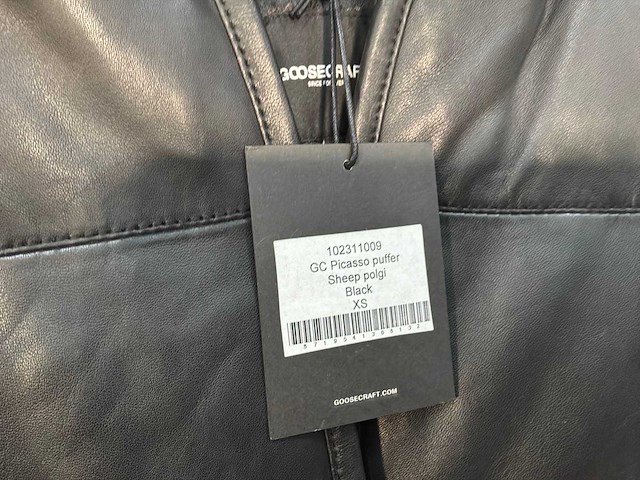 GOOSECRAFT
102311009
GC Picasso puffer
Sheep polgi
Black
XS
GOOSECRAFT.COM